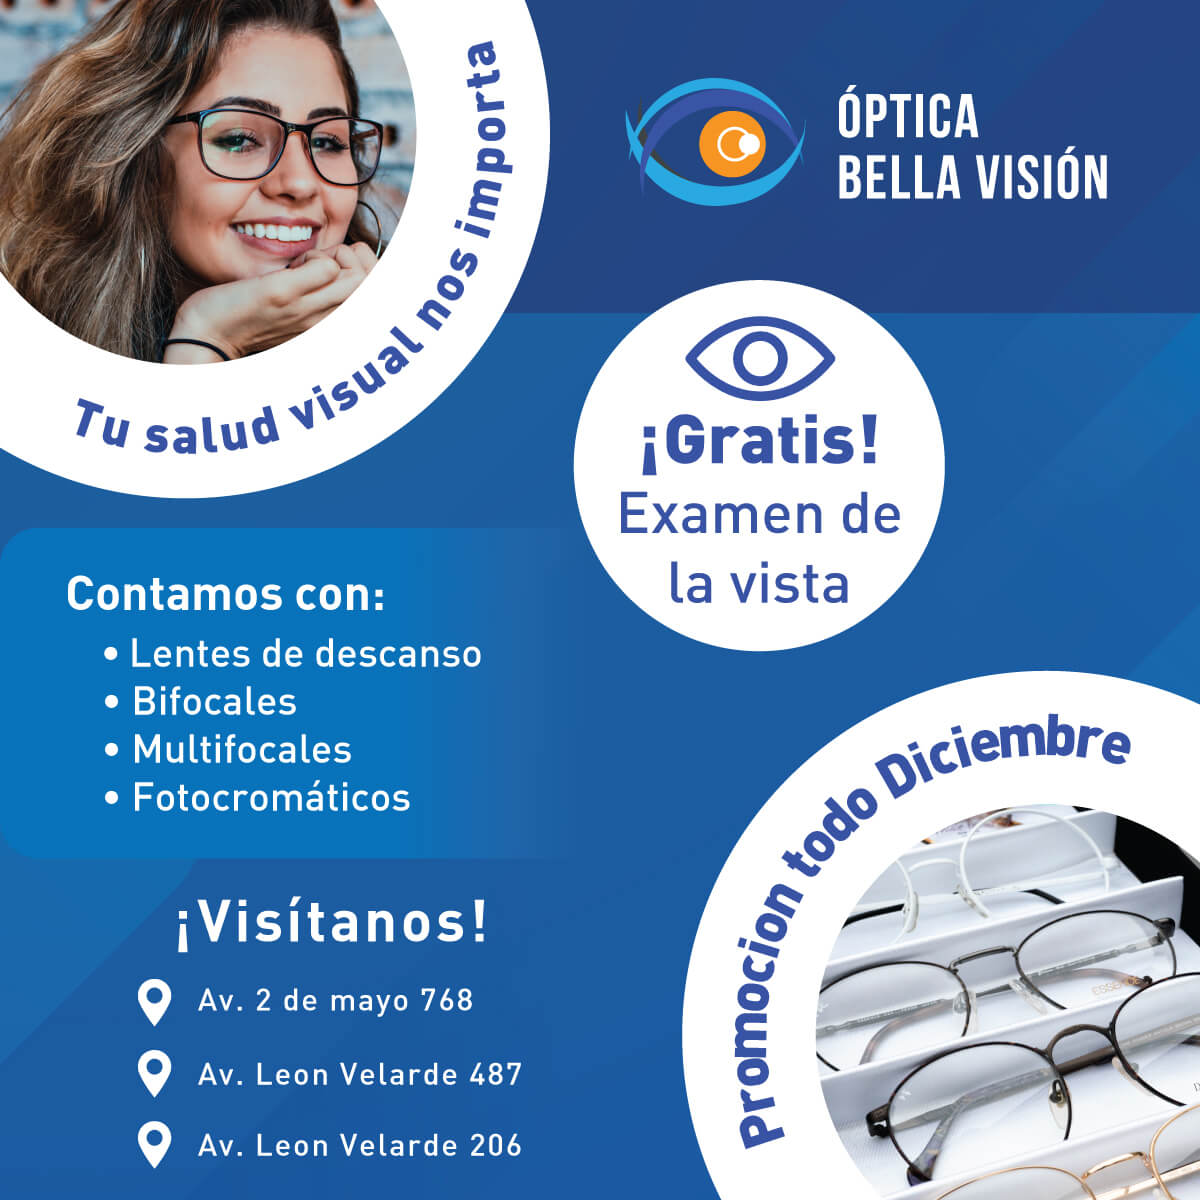 Tu salud visual nos importa
ÓPTICA
BELLA VISIÓN
¡Gratis!
Examen de
la vista
Contamos con:
• Lentes de descanso
• Bifocales
• Multifocales
• Fotocromáticos
Promocion todo Diciembre
ESSENCE
¡Visítanos!
Av. 2 de mayo 768
Av. Leon Velarde 487
Av. Leon Velarde 206